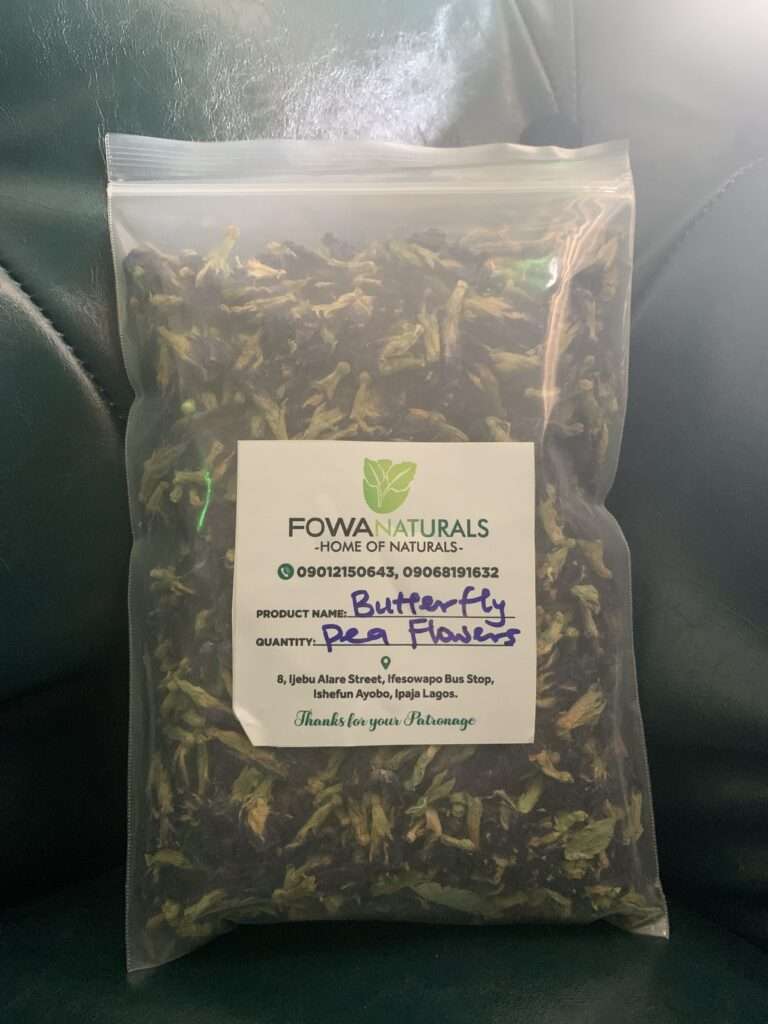 FOWANATURALS
-HOME OF NATURALS-
09012150643, 09068191632
PRODUCT NAME: Butterfly
QUANTITY: Pea Flowers
8, Ijebu Alare Street, Ifesowapo Bus Stop,
Ishefun Ayobo, Ipaja Lagos.
Thanks for your Patronage